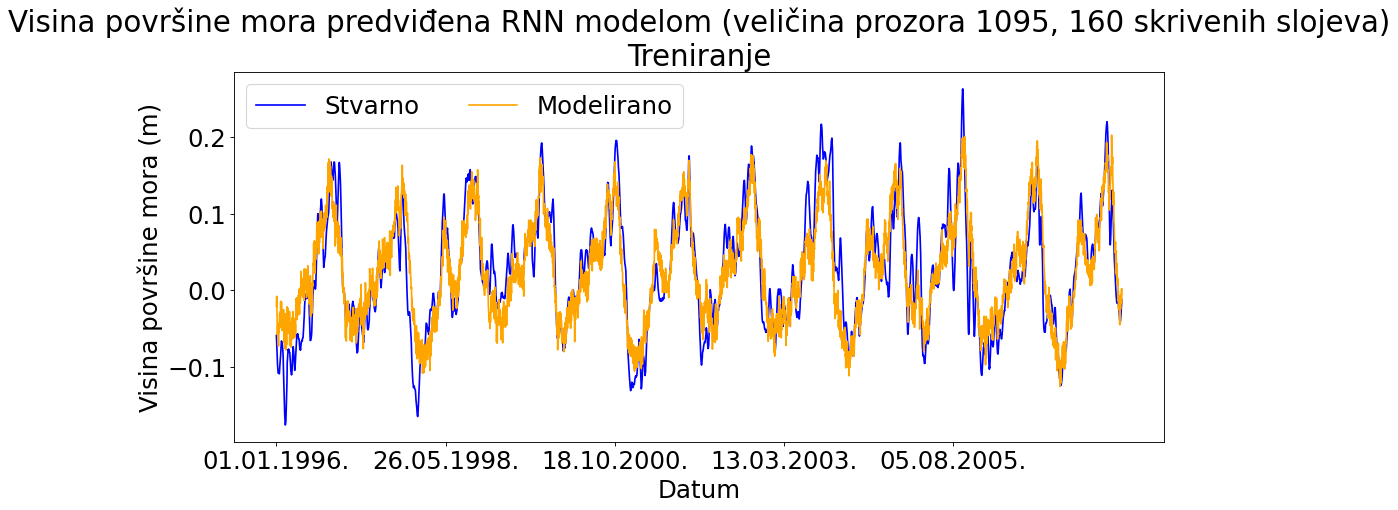 Visina površine mora predviđena RNN modelom (veličina prozora 1095, 160 skrivenih slojeva)
Treniranje
Stvarno
Modelirano
Visina površine mora (m)
0.2
0.1
0.0
−0.1
01.01.1996.
26.05.1998.
18.10.2000.
13.03.2003.
05.08.2005.
Datum